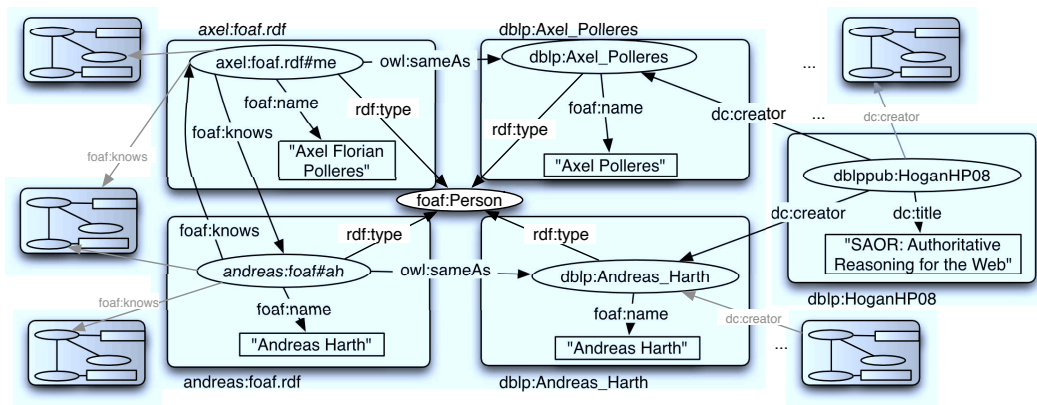 axel:foaf.rdf
dblp:Axel_Polleres
axel:foaf.rdf#me
owl:sameAs
dblp:Axel_Polleres
...
foaf:name
rdf:type
foaf:name
foaf:knows
rdf:type
dc:creator
...
dc:creator
"Axel Florian
Polleres"
"Axel Polleres"
foaf:knows
dblppub:HoganHP08
foaf:Person
dc:creator
dc:title
foaf:knows
rdf:type
rdf:type
"SAOR: Authoritative
Reasoning for the Web"
andreas:foaf#ah
owl:sameAs
dblp:Andreas_Harth
foaf:knows
dblp:HoganHP08
foaf:name
foaf:name
dc:creator
"Andreas Harth"
"Andreas Harth"
...
andreas:foaf.rdf
dblp:Andreas_Harth